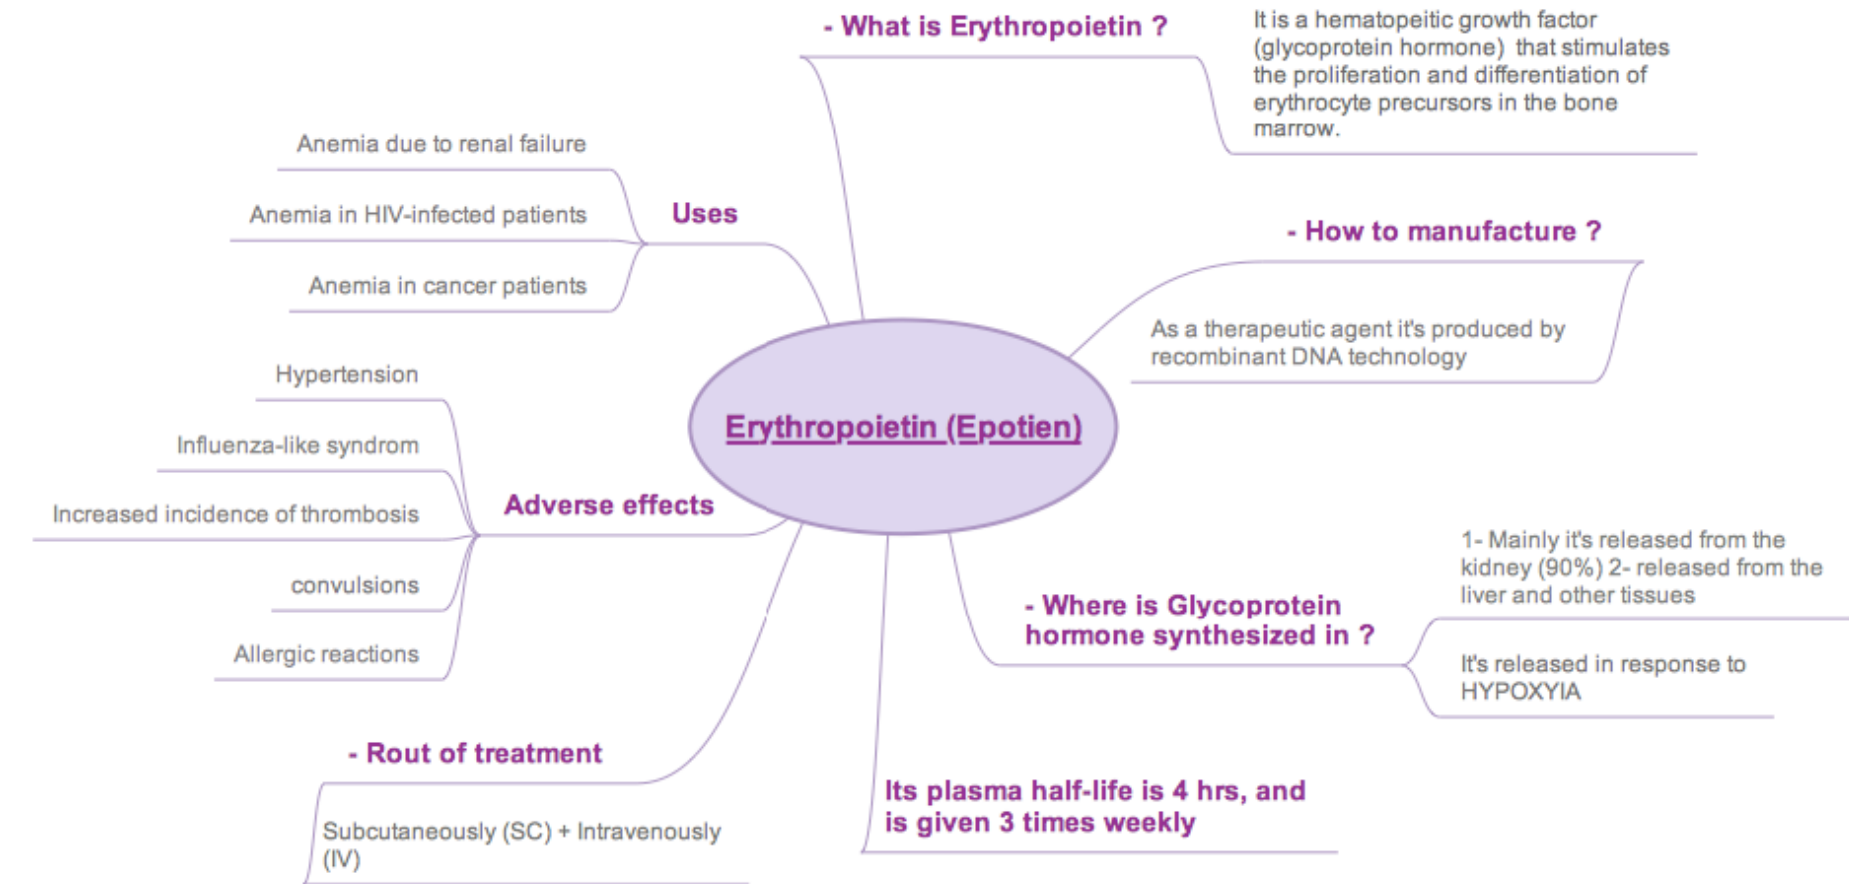 - What is Erythropoietin ?
It is a hematopeitic growth factor
(glycoprotein hormone)  that stimulates
the proliferation and differentiation of
erythrocyte precursors in the bone
marrow.
Anemia due to renal failure
Anemia in HIV-infected patients
Anemia in cancer patients
Uses
- How to manufacture ?
As a therapeutic agent it's produced by
recombinant DNA technology
Erythropoietin (Epotien)
Hypertension
Influenza-like syndrom
Increased incidence of thrombosis
convulsions
Allergic reactions
Adverse effects
- Where is Glycoprotein
hormone synthesized in ?
1- Mainly it's released from the
kidney (90%) 2- released from the
liver and other tissues
It's released in response to
HYPOXYIA
- Rout of treatment
Subcutaneously (SC) + Intravenously
(IV)
Its plasma half-life is 4 hrs, and
is given 3 times weekly